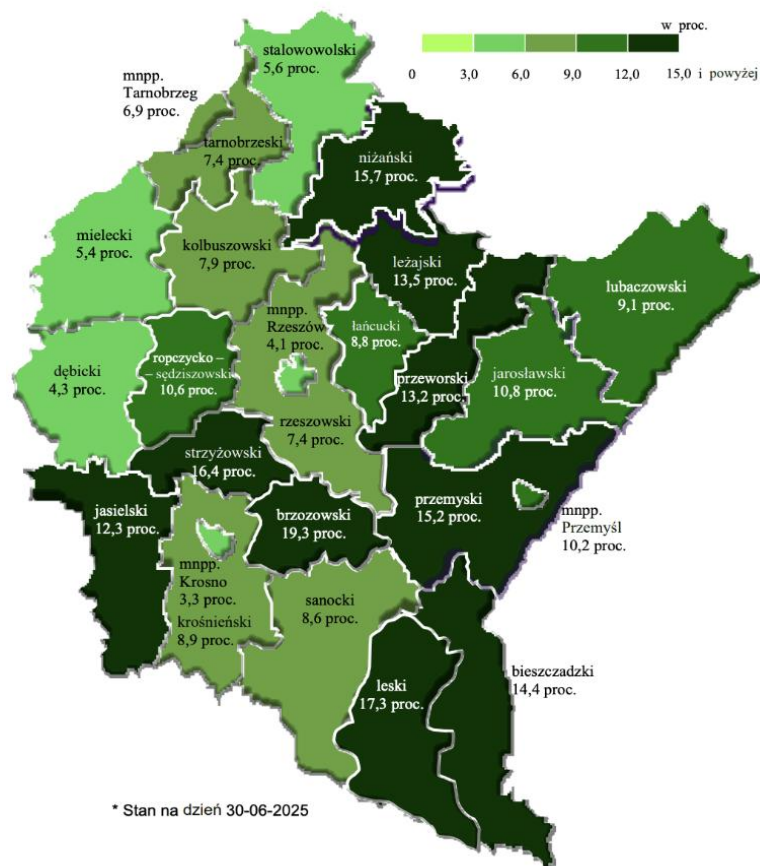 w proc.
0 3,0 6,0 9,0 12,0 15,0 i powyżej
stalowowolski
5,6 proc.
mnpp.
Tarnobrzeg
6,9 proc.
tarnobrzeski
7,4 proc.
niżański
15,7 proc.
mielecki
5,4 proc.
kolbuszowski
7,9 proc.
leżajski
13,5 proc.
lubaczowski
9,1 proc.
mnpp.
Rzeszów
4,1 proc.
łańcucki
8,8 proc.
dębicki
4,3 proc.
ropczycko –
– sędziszowski
10,6 proc.
przeworski
13,2 proc.
jarosławski
10,8 proc.
rzeszowski
7,4 proc.
strzyżowski
16,4 proc.
jasielski
12,3 proc.
brzozowski
19,3 proc.
przemyski
15,2 proc.
mnpp.
Przemyśl
10,2 proc.
mnpp.
Krosno
3,3 proc.
krośnieński
8,9 proc.
sanocki
8,6 proc.
bieszczadzki
14,4 proc.
leski
17,3 proc.
* Stan na dzień 30-06-2025